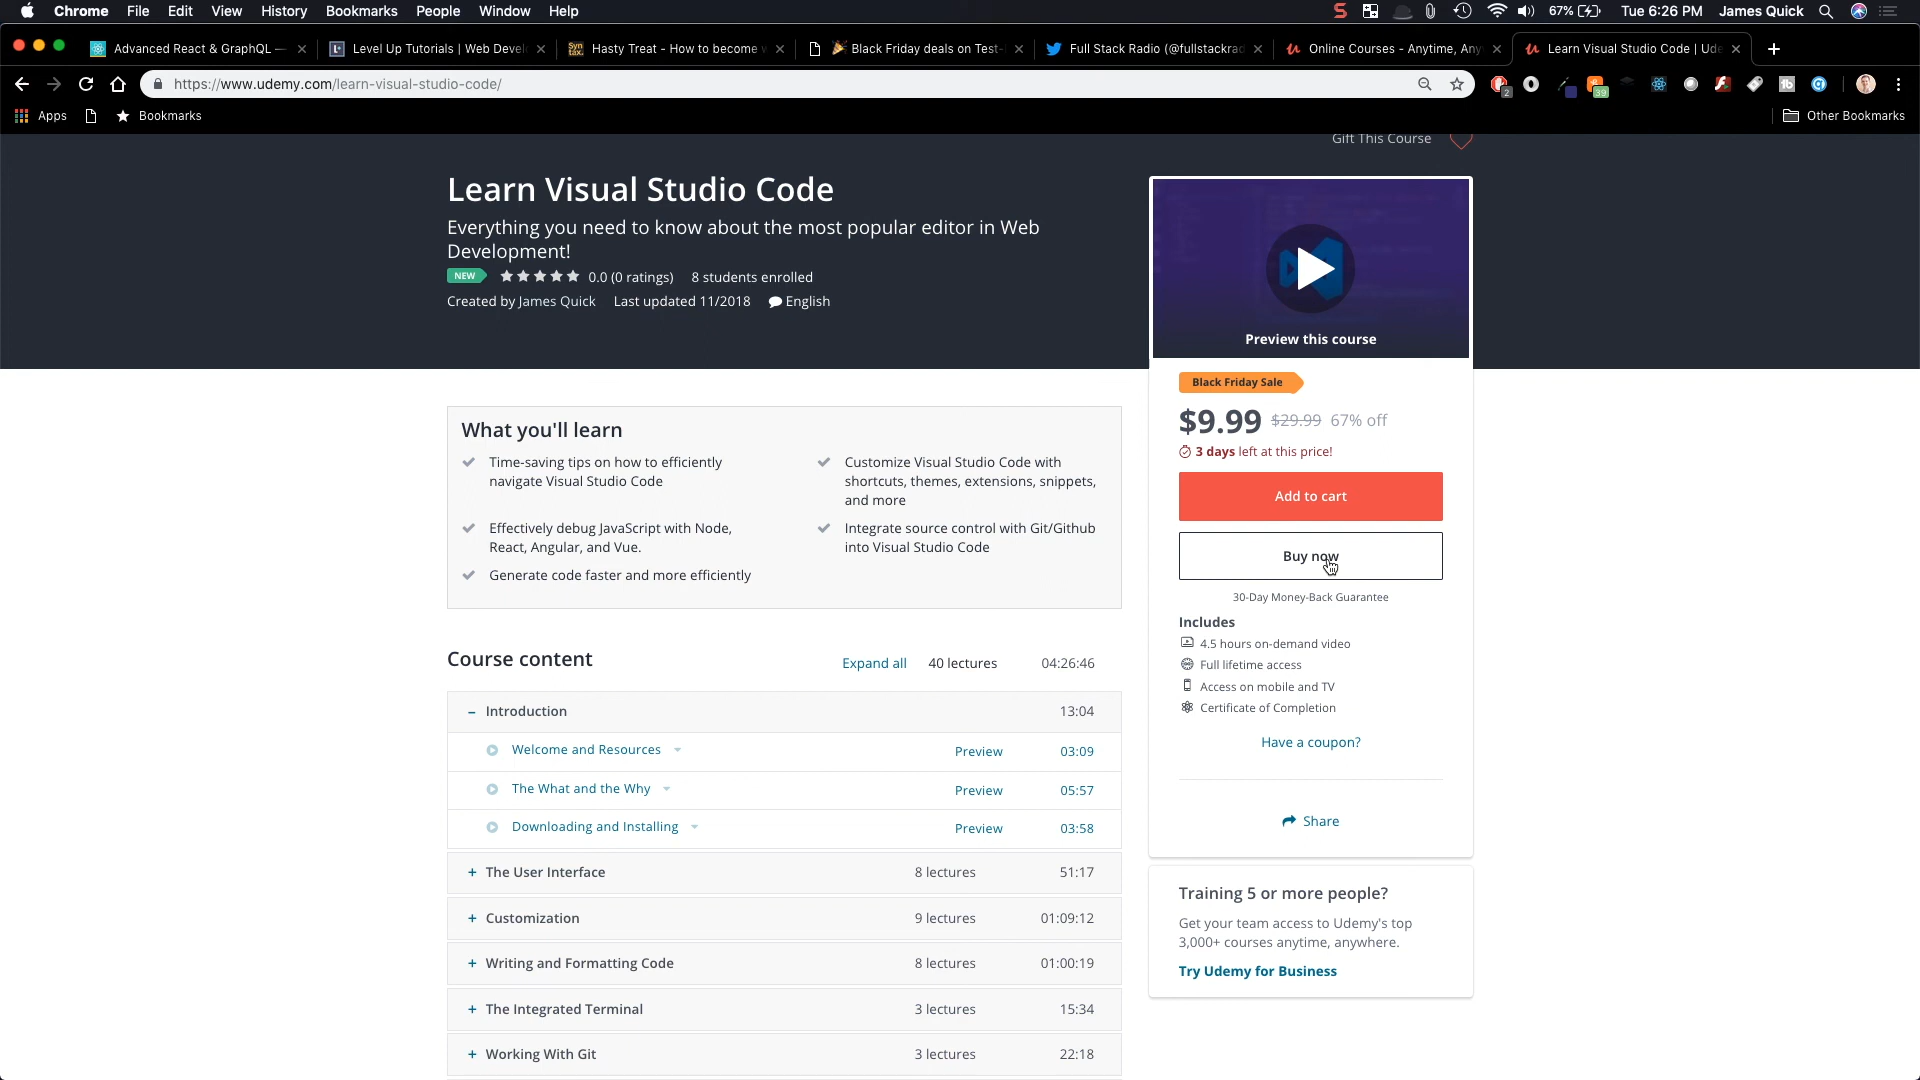 Chrome File Edit View History Bookmarks People Window Help
67% Tue 6:26 PM James Quick
Advanced React & GraphQL —
Level Up Tutorials | Web Devel
Hasty Treat - How to become
Black Friday deals on Test-
Full Stack Radio (@fullstackrad
Online Courses - Anytime, Any
Learn Visual Studio Code | Ude
https://www.udemy.com/learn-visual-studio-code/
2
39
Apps
Bookmarks
Other Bookmarks
Gift This Course
Learn Visual Studio Code
Everything you need to know about the most popular editor in Web
Development!
NEW 0.0 (0 ratings) 8 students enrolled
Created by James Quick Last updated 11/2018 English
Preview this course
Black Friday Sale
$9.99 $29.99 67% off
3 days left at this price!
Add to cart
Buy now
30-Day Money-Back Guarantee
Includes
4.5 hours on-demand video
Full lifetime access
Access on mobile and TV
Certificate of Completion
Have a coupon?
Share
Training 5 or more people?
Get your team access to Udemy's top
3,000+ courses anytime, anywhere.
Try Udemy for Business
What you'll learn
Time-saving tips on how to efficiently
navigate Visual Studio Code
Customize Visual Studio Code with
shortcuts, themes, extensions, snippets,
and more
Effectively debug JavaScript with Node,
React, Angular, and Vue.
Integrate source control with Git/Github
into Visual Studio Code
Generate code faster and more efficiently
Course content Expand all 40 lectures 04:26:46
– Introduction 13:04
Welcome and Resources Preview 03:09
The What and the Why Preview 05:57
Downloading and Installing Preview 03:58
+ The User Interface 8 lectures 51:17
+ Customization 9 lectures 01:09:12
+ Writing and Formatting Code 8 lectures 01:00:19
+ The Integrated Terminal 3 lectures 15:34
+ Working With Git 3 lectures 22:18